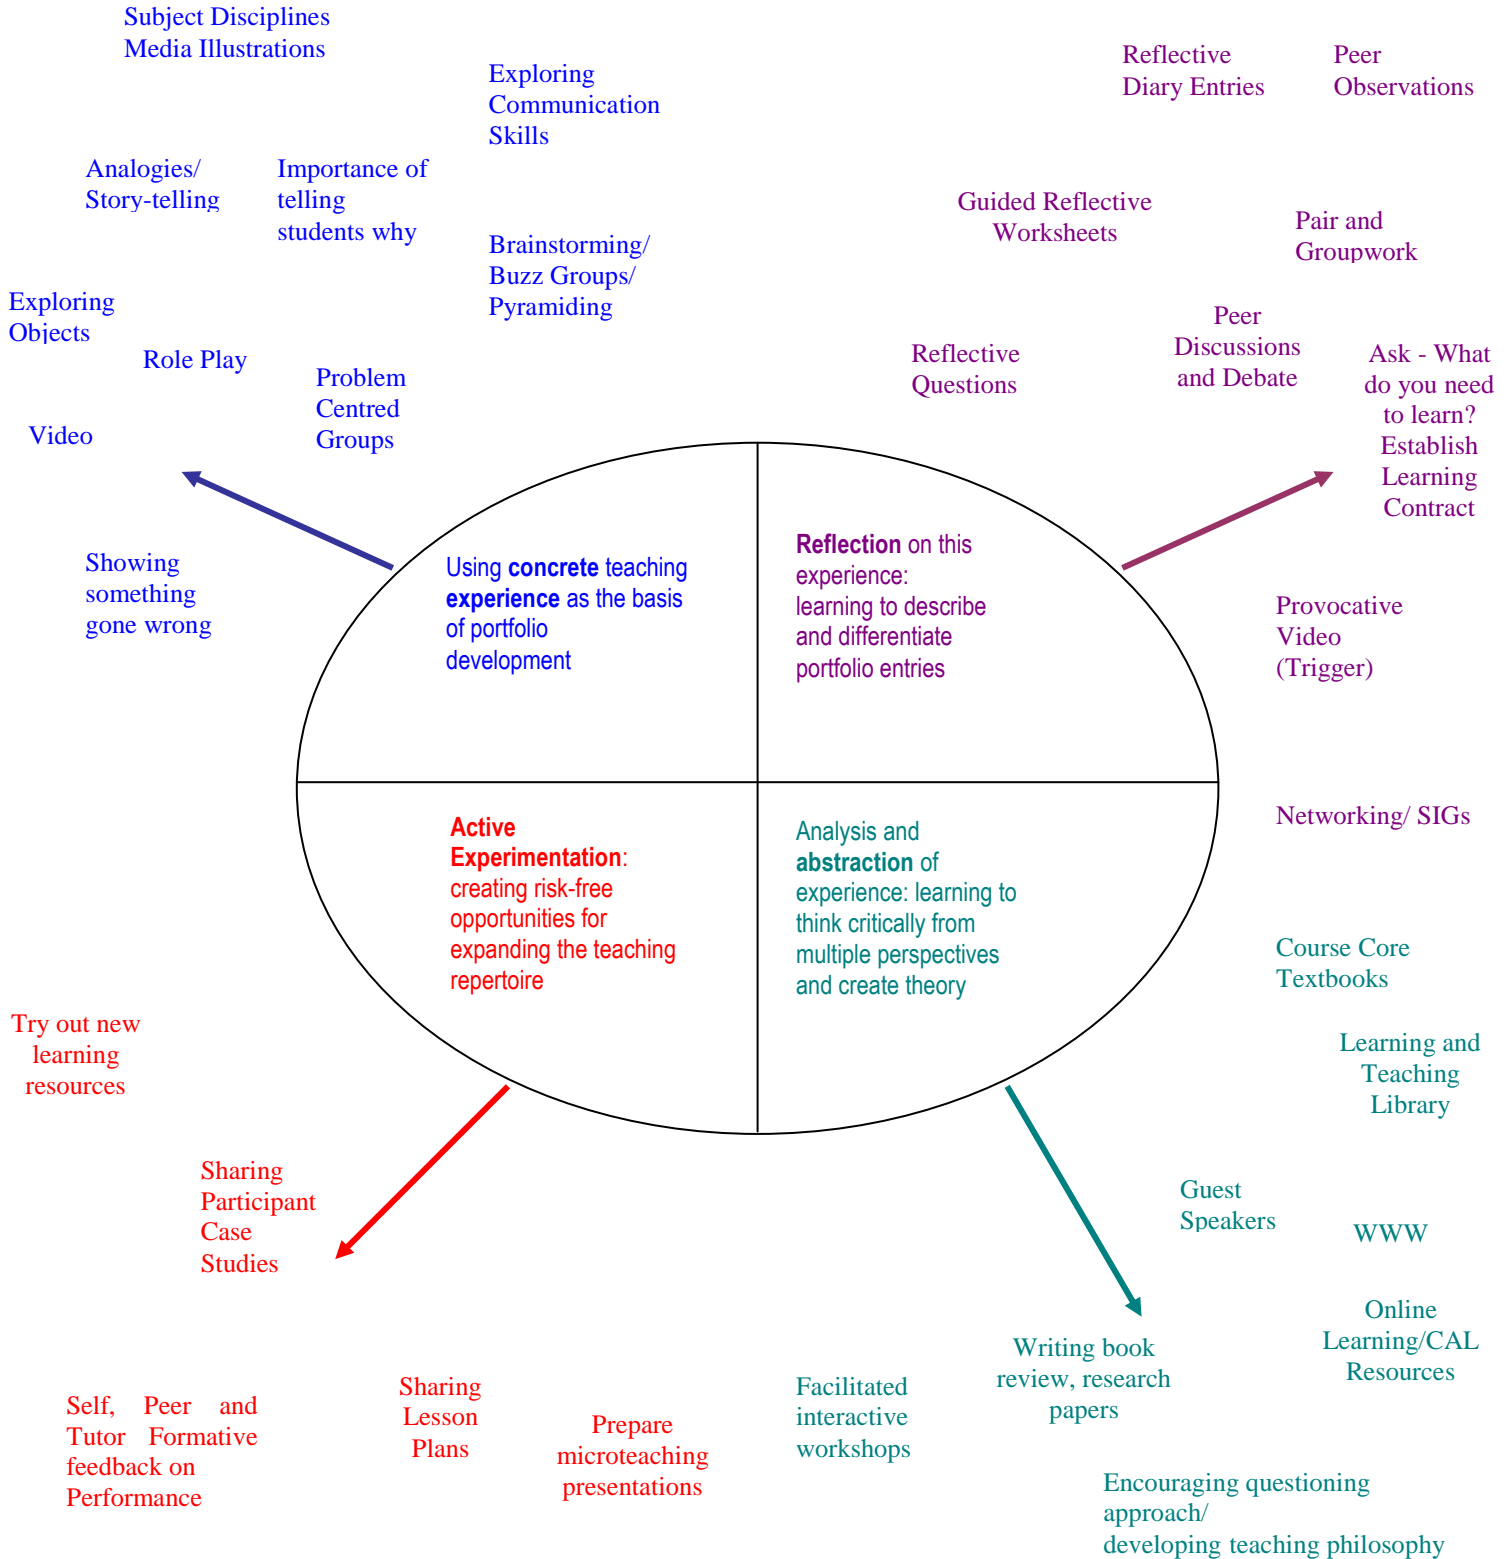 Subject Disciplines
Media Illustrations
Exploring
Communication
Skills
Analogies/
Story-telling
Importance of
telling
students why
Brainstorming/
Buzz Groups/
Pyramiding
Exploring
Objects
Role Play
Problem
Centred
Groups
Video
Showing
something
gone wrong
Reflective
Diary Entries
Peer
Observations
Guided Reflective
Worksheets
Pair and
Groupwork
Peer
Discussions
and Debate
Reflective
Questions
Ask - What
do you need
to learn?
Establish
Learning
Contract
Provocative
Video
(Trigger)
Networking/ SIGs
Using concrete teaching
experience as the basis
of portfolio
development
Reflection on this
experience:
learning to describe
and differentiate
portfolio entries
Active
Experimentation:
creating risk-free
opportunities for
expanding the teaching
repertoire
Analysis and
abstraction of
experience: learning to
think critically from
multiple perspectives
and create theory
Course Core
Textbooks
Learning and
Teaching
Library
Guest
Speakers
WWW
Online
Learning/CAL
Resources
Writing book
review, research
papers
Facilitated
interactive
workshops
Encouraging questioning
approach/
developing teaching philosophy
Try out new
learning
resources
Sharing
Participant
Case
Studies
Self, Peer and
Tutor Formative
feedback on
Performance
Sharing
Lesson
Plans
Prepare
microteaching
presentations